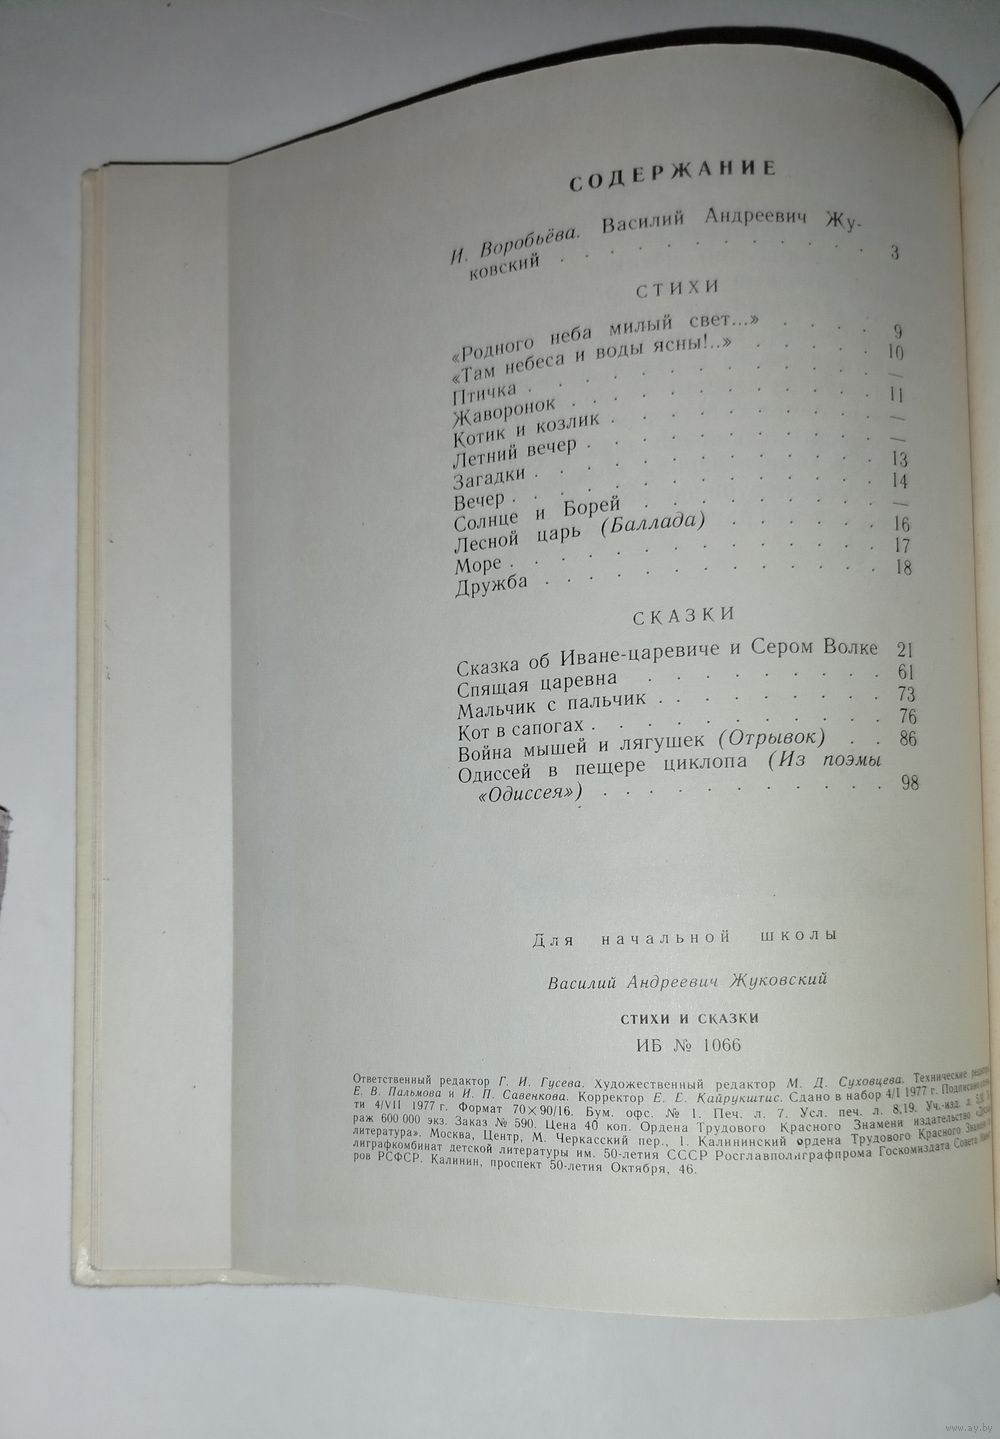 СОДЕРЖАНИЕ
И. Воробьёва. Василий Андреевич Жу-
ковский . . . . . . . . . . . . 3
СТИХИ
«Родного неба милый свет...» . . . . 9
«Там небеса и воды ясны!..» . . . . . 10
Птичка . . . . . . . . . . . . . —
Жаворонок . . . . . . . . . . . . 11
Котик и козлик . . . . . . . . . . —
Летний вечер . . . . . . . . . . . —
Загадки . . . . . . . . . . . . . 13
Вечер . . . . . . . . . . . . . . 14
Солнце и Борей . . . . . . . . . . —
Лесной царь (Баллада) . . . . . . 16
Море . . . . . . . . . . . . . . 17
Дружба . . . . . . . . . . . . . 18
СКАЗКИ
Сказка об Иване-царевиче и Сером Волке 21
Спящая царевна . . . . . . . . . 61
Мальчик с пальчик . . . . . . . . . 73
Кот в сапогах . . . . . . . . . . . 76
Война мышей и лягушек (Отрывок) . . 86
Одиссей в пещере циклопа (Из поэмы
«Одиссея») . . . . . . . . . . . . 98
Для начальной школы
Василий Андреевич Жуковский
СТИХИ И СКАЗКИ
ИБ № 1066
Ответственный редактор Г. И. Гусева. Художественный редактор М. Д. Суховцева. Технические
Е. В. Пальмова и И. П. Савенкова. Корректор Е. Е. Кайрукштис. Сдано в набор 4/I 1977 г. Подписано
ти 4/VII 1977 г. Формат 70×90/16. Бум. офс. № 1. Печ. л. 7. Усл. печ. л. 8,19. Уч.-изд. л.
раж 600 000 экз. Заказ № 590. Цена 40 коп. Ордена Трудового Красного Знамени издательство
литература». Москва, Центр, М. Черкасский пер., 1. Калининский ордена Трудового Красного Знамени
лиграфкомбинат детской литературы им. 50-летия СССР Росглавполиграфпрома Госкомиздата Совета
ров РСФСР. Калинин, проспект 50-летия Октября, 46.
www.ay.by